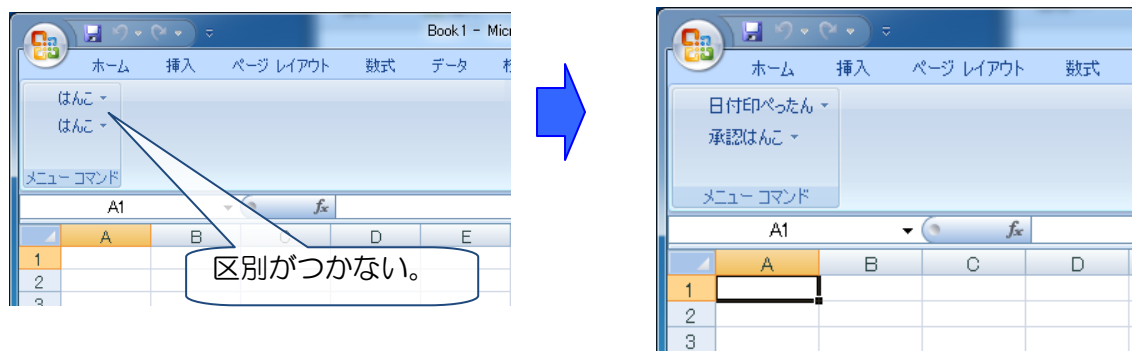 Book1 - Micr
ホーム 挿入 ページ レイアウト 数式 データ
はんこ
はんこ
メニュー コマンド
A1 fx
A B C D E
1
2
3
区別がつかない。
ホーム 挿入 ページ レイアウト 数式
日付印ぺったん
承認はんこ
メニュー コマンド
A1 fx
A B C D
1
2
3